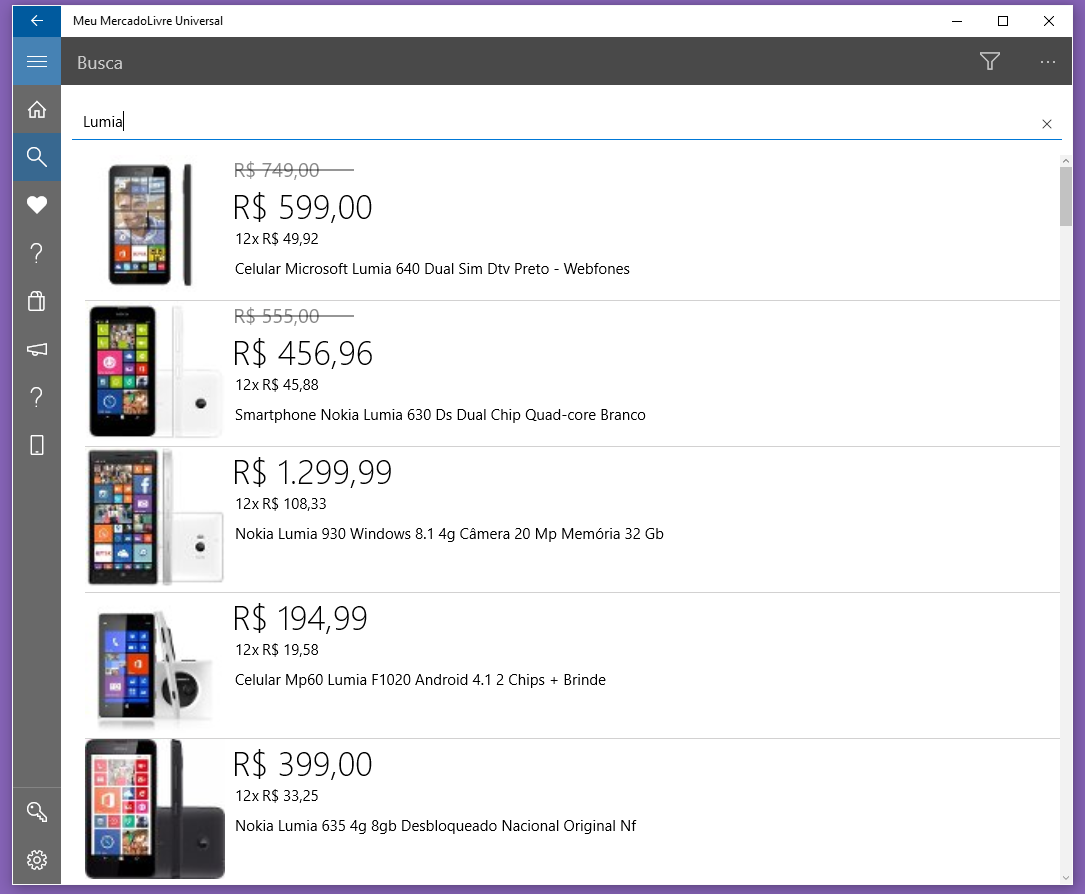 Meu MercadoLivre Universal
Busca
Lumia
R$ 749,00
R$ 599,00
12x R$ 49,92
Celular Microsoft Lumia 640 Dual Sim Dtv Preto - Webfones
R$ 555,00
R$ 456,96
12x R$ 45,88
Smartphone Nokia Lumia 630 Ds Dual Chip Quad-core Branco
R$ 1.299,99
12x R$ 108,33
Nokia Lumia 930 Windows 8.1 4g Câmera 20 Mp Memória 32 Gb
R$ 194,99
12x R$ 19,58
Celular Mp60 Lumia F1020 Android 4.1 2 Chips + Brinde
R$ 399,00
12x R$ 33,25
Nokia Lumia 635 4g 8gb Desbloqueado Nacional Original Nf